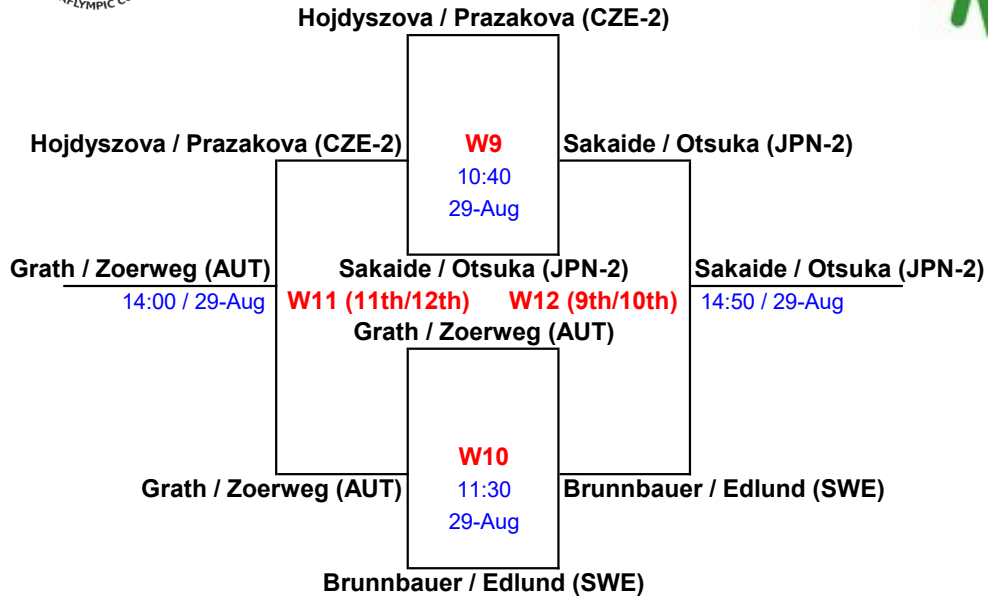 Hojdyszova / Prazakova (CZE-2)
Hojdyszova / Prazakova (CZE-2)
W9
Sakaide / Otsuka (JPN-2)
10:40
29-Aug
Grath / Zoerweg (AUT)
Sakaide / Otsuka (JPN-2)
Sakaide / Otsuka (JPN-2)
14:00 / 29-Aug
W11 (11th/12th)
W12 (9th/10th)
14:50 / 29-Aug
Grath / Zoerweg (AUT)
W10
Grath / Zoerweg (AUT)
11:30
Brunnbauer / Edlund (SWE)
29-Aug
Brunnbauer / Edlund (SWE)